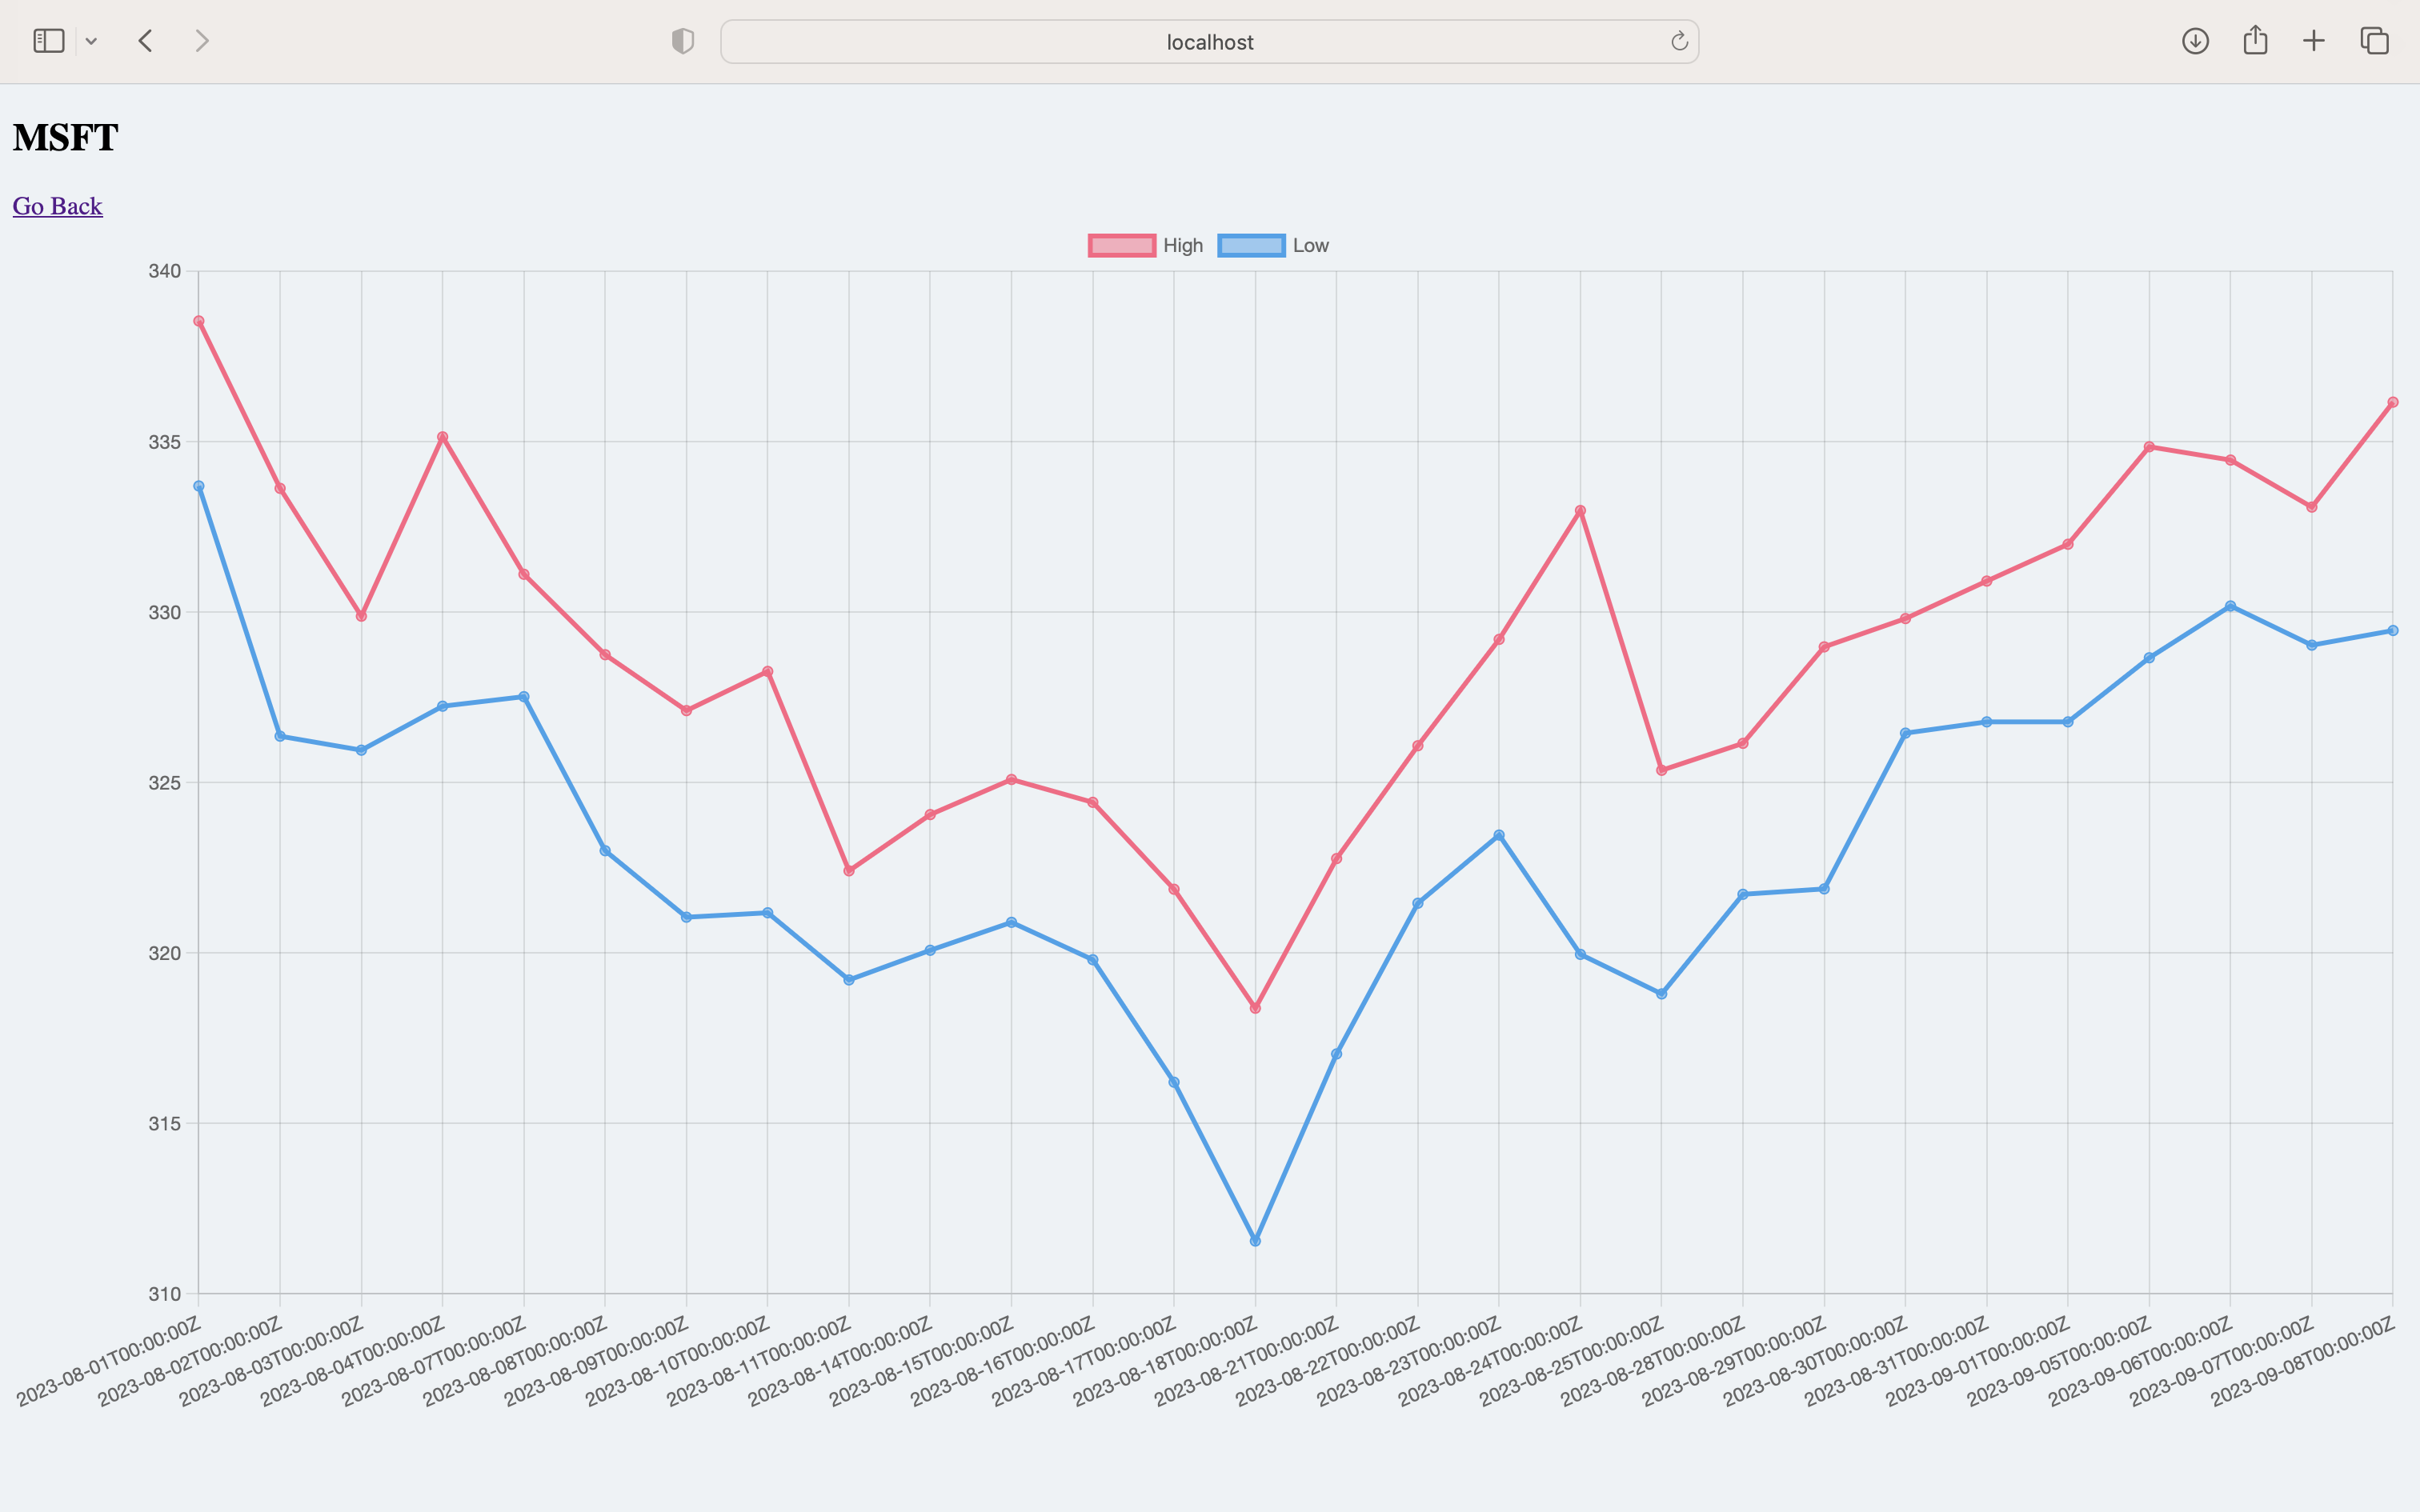 localhost
MSFT
Go Back
High Low
340
335
330
325
320
315
310
2023-08-01T00:00:00Z
2023-08-02T00:00:00Z
2023-08-03T00:00:00Z
2023-08-04T00:00:00Z
2023-08-07T00:00:00Z
2023-08-08T00:00:00Z
2023-08-09T00:00:00Z
2023-08-10T00:00:00Z
2023-08-11T00:00:00Z
2023-08-14T00:00:00Z
2023-08-15T00:00:00Z
2023-08-16T00:00:00Z
2023-08-17T00:00:00Z
2023-08-18T00:00:00Z
2023-08-21T00:00:00Z
2023-08-22T00:00:00Z
2023-08-23T00:00:00Z
2023-08-24T00:00:00Z
2023-08-25T00:00:00Z
2023-08-28T00:00:00Z
2023-08-29T00:00:00Z
2023-08-30T00:00:00Z
2023-08-31T00:00:00Z
2023-09-01T00:00:00Z
2023-09-05T00:00:00Z
2023-09-06T00:00:00Z
2023-09-07T00:00:00Z
2023-09-08T00:00:00Z